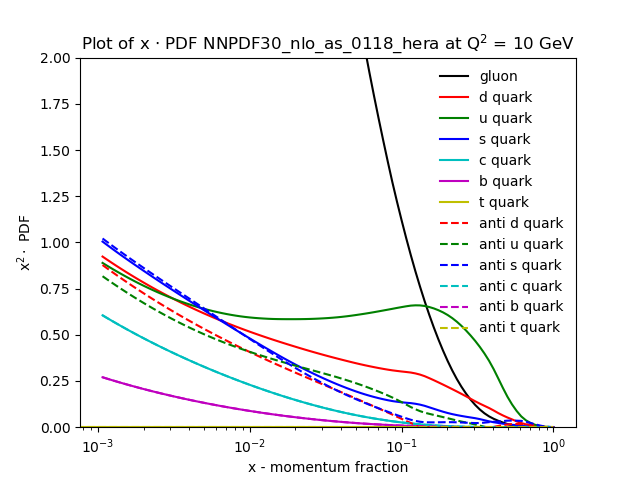 Plot of x · PDF NNPDF30_nlo_as_0118_hera at Q² = 10 GeV
2.00
1.75
1.50
1.25
1.00
0.75
0.50
0.25
0.00
x² · PDF
gluon
d quark
u quark
s quark
c quark
b quark
t quark
anti d quark
anti u quark
anti s quark
anti c quark
anti b quark
anti t quark
10⁻³ 10⁻² 10⁻¹ 10⁰
x - momentum fraction